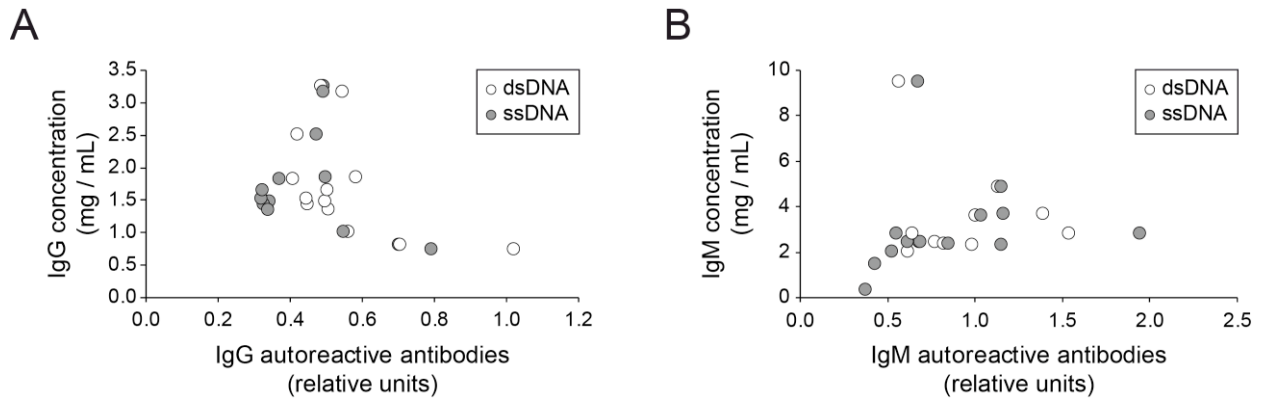 A
B
3.5
3.0
2.5
2.0
1.5
1.0
0.5
0.0
IgG concentration
(mg / mL)
dsDNA
ssDNA
0.0 0.2 0.4 0.6 0.8 1.0 1.2
IgG autoreactive antibodies
(relative units)
10
8
6
4
2
0
IgM concentration
(mg / mL)
dsDNA
ssDNA
0.0 0.5 1.0 1.5 2.0 2.5
IgM autoreactive antibodies
(relative units)